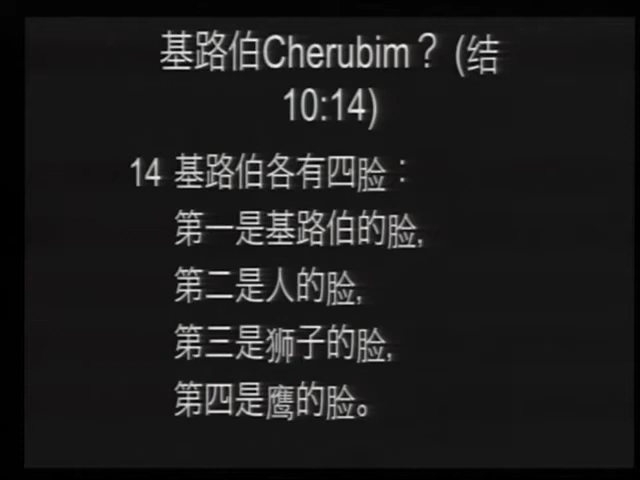 基路伯Cherubim？(结
10:14)
14 基路伯各有四脸：
第一是基路伯的脸,
第二是人的脸,
第三是狮子的脸,
第四是鹰的脸。